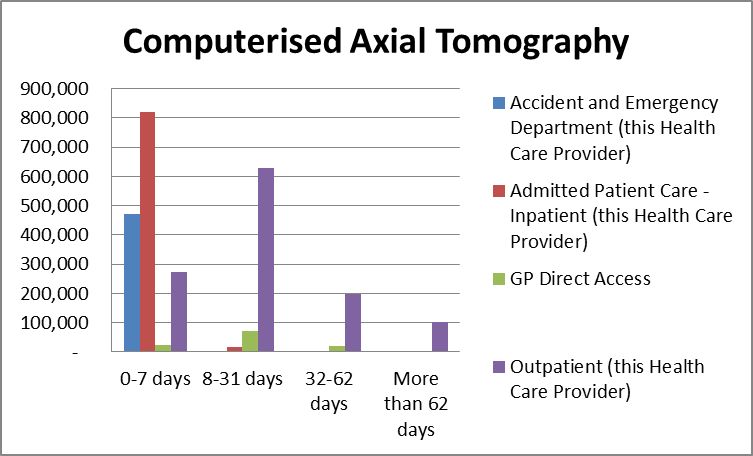 Computerised Axial Tomography
900,000
800,000
700,000
600,000
500,000
400,000
300,000
200,000
100,000
-
0-7 days
8-31 days
32-62
days
More
than 62
days
Accident and Emergency
Department (this Health
Care Provider)
Admitted Patient Care -
Inpatient (this Health Care
Provider)
GP Direct Access
Outpatient (this Health
Care Provider)